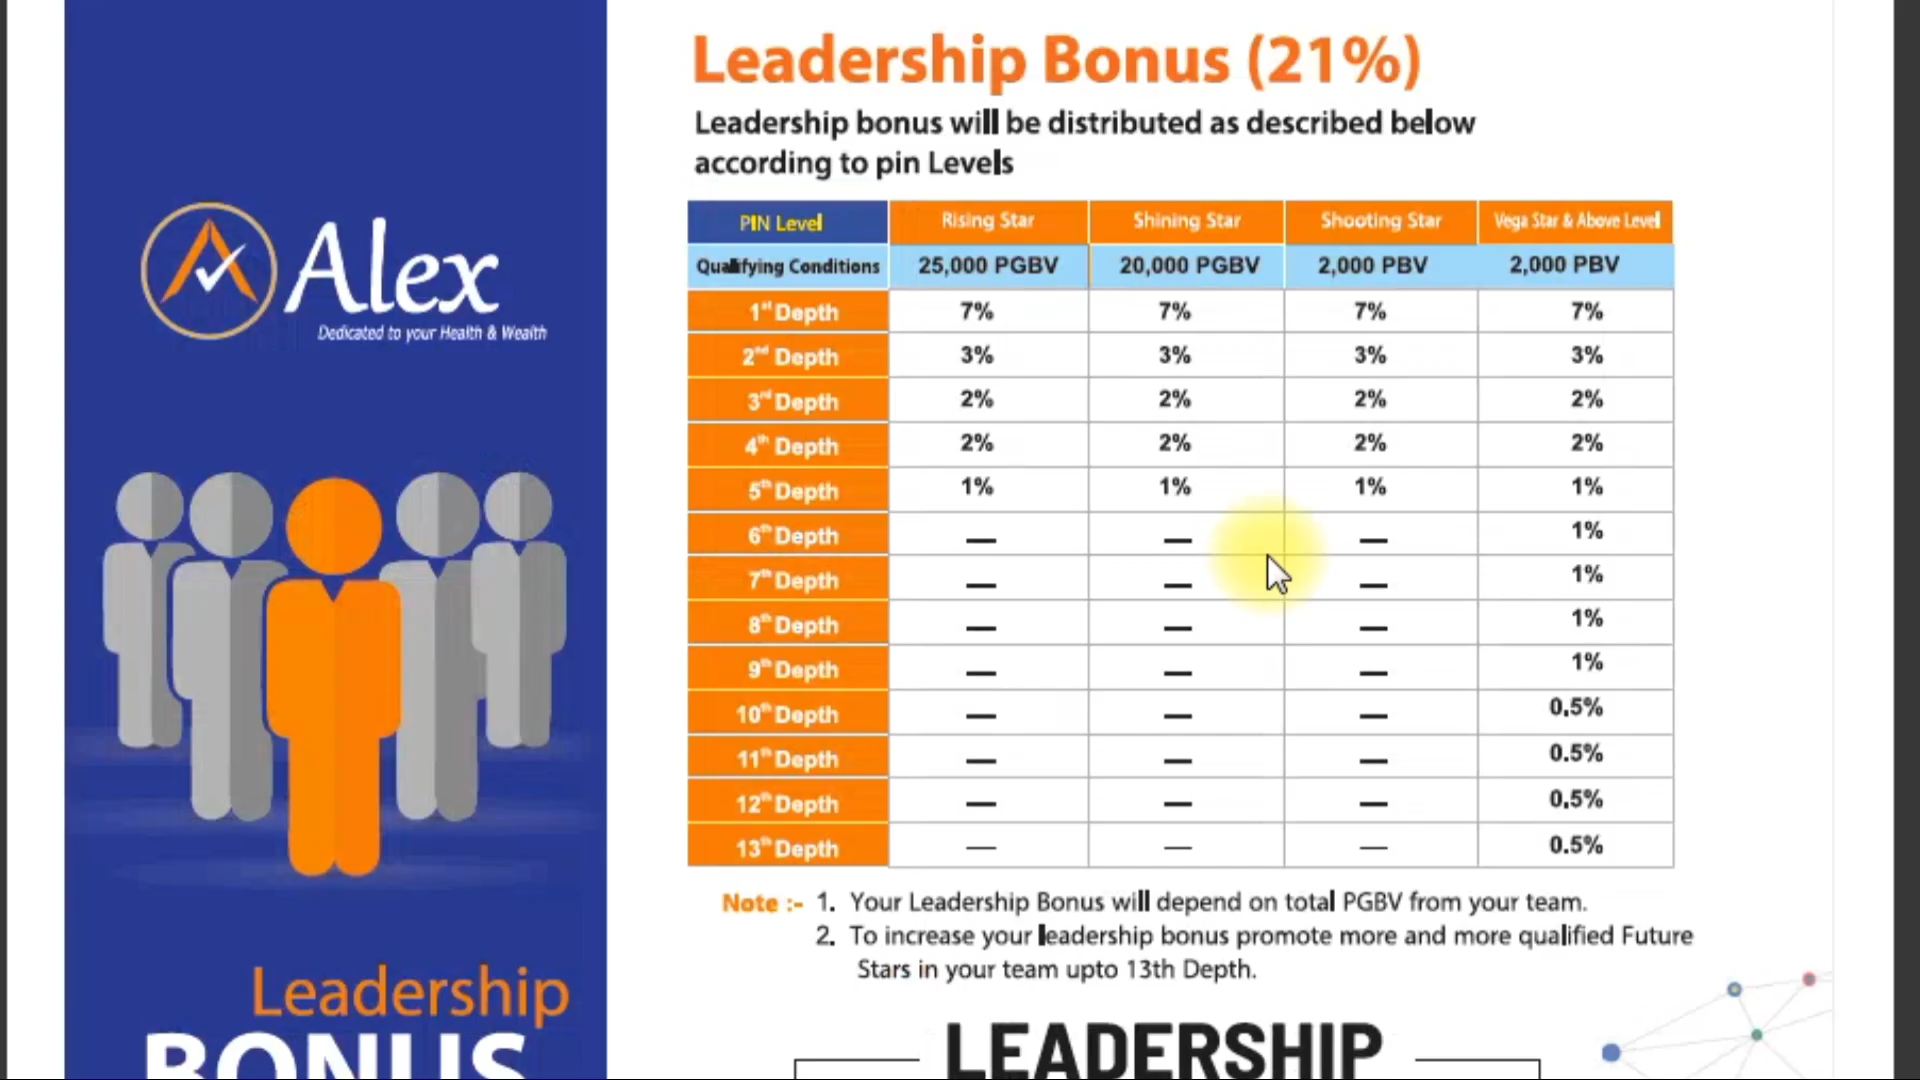 Alex
Dedicated to your Health & Wealth
Leadership
BONUS
Leadership Bonus (21%)
Leadership bonus will be distributed as described below
according to pin Levels
PIN Level Rising Star Shining Star Shooting Star Vega Star & Above Level
Qualifying Conditions 25,000 PGBV 20,000 PGBV 2,000 PBV 2,000 PBV
1st Depth 7% 7% 7% 7%
2nd Depth 3% 3% 3% 3%
3rd Depth 2% 2% 2% 2%
4th Depth 2% 2% 2% 2%
5th Depth 1% 1% 1% 1%
6th Depth — — — 1%
7th Depth — — — 1%
8th Depth — — — 1%
9th Depth — — — 1%
10th Depth — — — 0.5%
11th Depth — — — 0.5%
12th Depth — — — 0.5%
13th Depth — — — 0.5%
Note :- 1. Your Leadership Bonus will depend on total PGBV from your team.
2. To increase your leadership bonus promote more and more qualified Future
Stars in your team upto 13th Depth.
LEADERSHIP